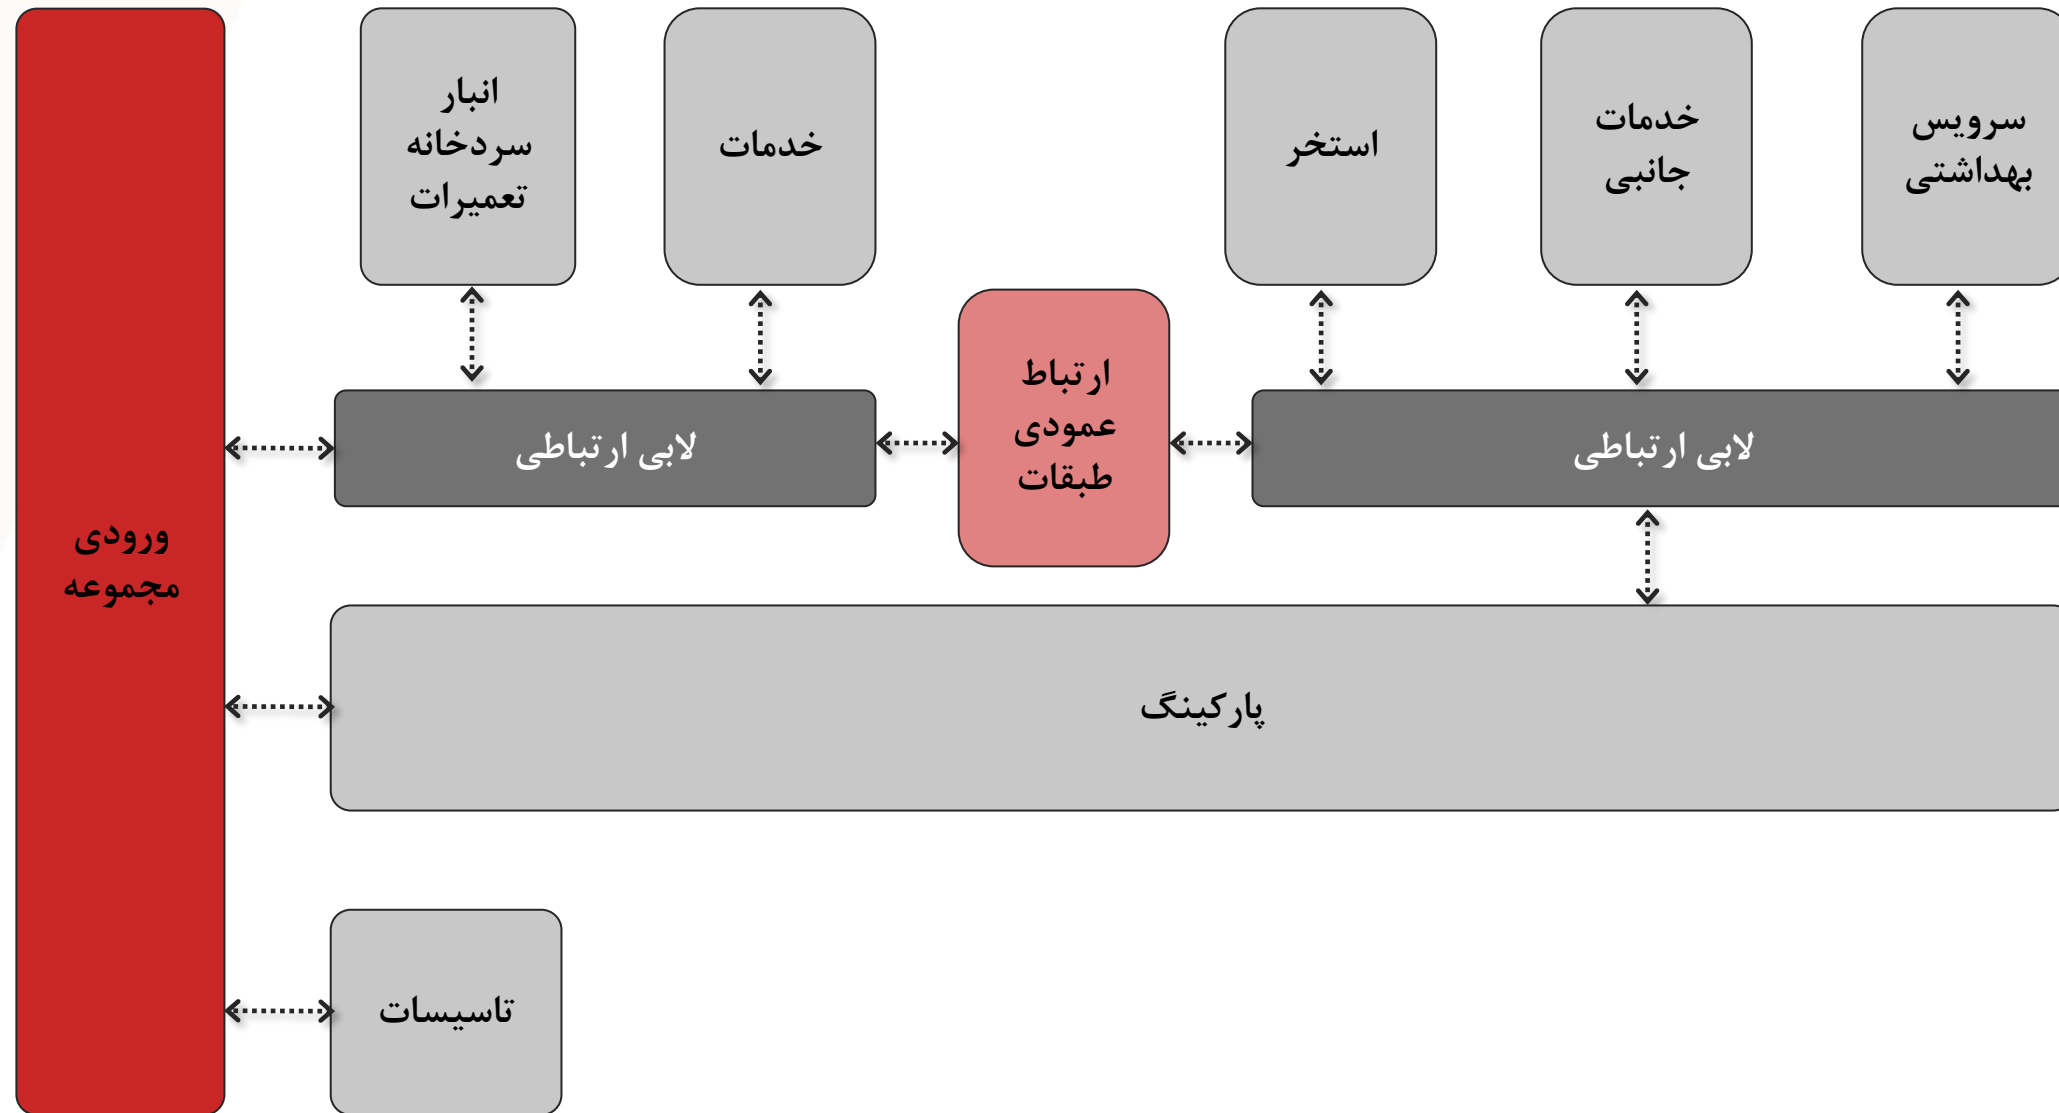 انبار
سردخانه
تعمیرات
خدمات
استخر
خدمات
جانبی
سرویس
بهداشتی
ارتباط
عمودی
طبقات
لابی ارتباطی
لابی ارتباطی
ورودی
مجموعه
پارکینگ
تاسیسات